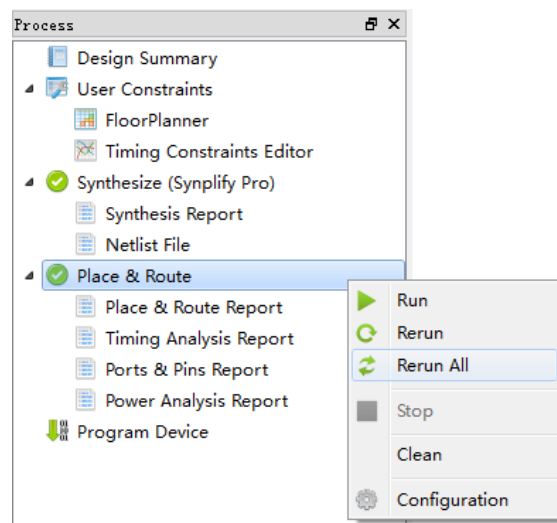 Process
Design Summary
User Constraints
FloorPlanner
Timing Constraints Editor
Synthesize (Synplify Pro)
Synthesis Report
Netlist File
Place & Route
Place & Route Report
Timing Analysis Report
Ports & Pins Report
Power Analysis Report
Program Device
Run
Rerun
Rerun All
Stop
Clean
Configuration